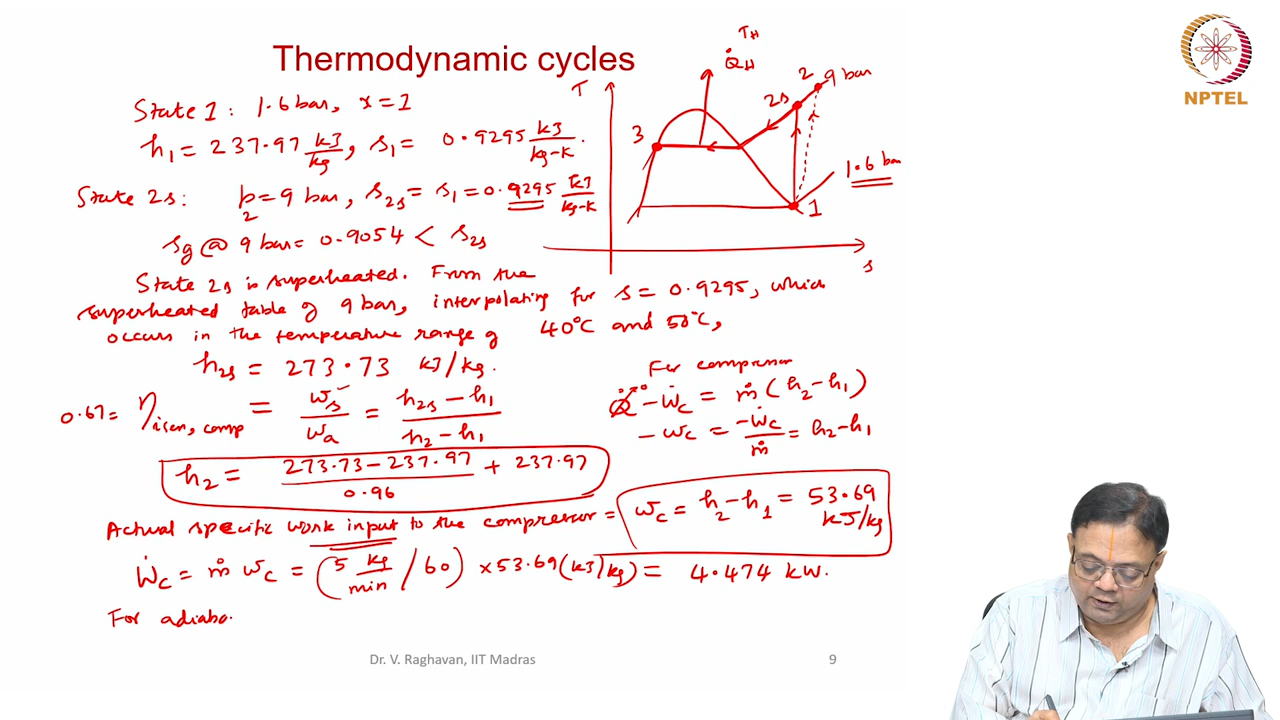 Thermodynamic cycles
NPTEL
State 1: 1.6 bar, x=1
h₁ = 237.97 kJ/kg, s₁ = 0.9295 kJ/kg-K.
State 2s: p₂ = 9 bar, s₂s = s₁ = 0.9295 kJ/kg-K
sg @ 9 bar = 0.9054 < s₂s
State 2s is superheated. From the
superheated table of 9 bar, interpolating for s = 0.9295, which
occurs in the temperature range of 40°C and 50°C,
h₂s = 273.73 kJ/kg.
0.67 = η isen, comp = ws/wa = (h₂s - h₁)/(h₂ - h₁)
h₂ = (273.73 - 237.97)/0.96 + 237.97
For compressor
Q̇ →0 - Ẇc = ṁ(h₂ - h₁)
-wc = -Ẇc/ṁ = h₂ - h₁
Actual specific work input to the compressor = wc = h₂ - h₁ = 53.69 kJ/kg
Ẇc = ṁ wc = (5 kg/min / 60) × 53.69 (kJ/kg) = 4.474 kW.
For adiaba.
T
TH
Q̇H
2
9 bar
2s
3
1.6 bar
1
s
Dr. V. Raghavan, IIT Madras
9